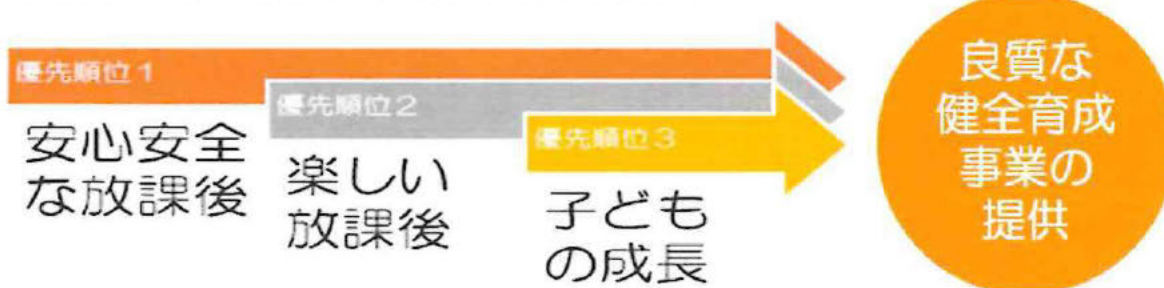 優先順位1
安心安全
な放課後
優先順位2
楽しい
放課後
優先順位3
子ども
の成長
良質な
健全育成
事業の
提供